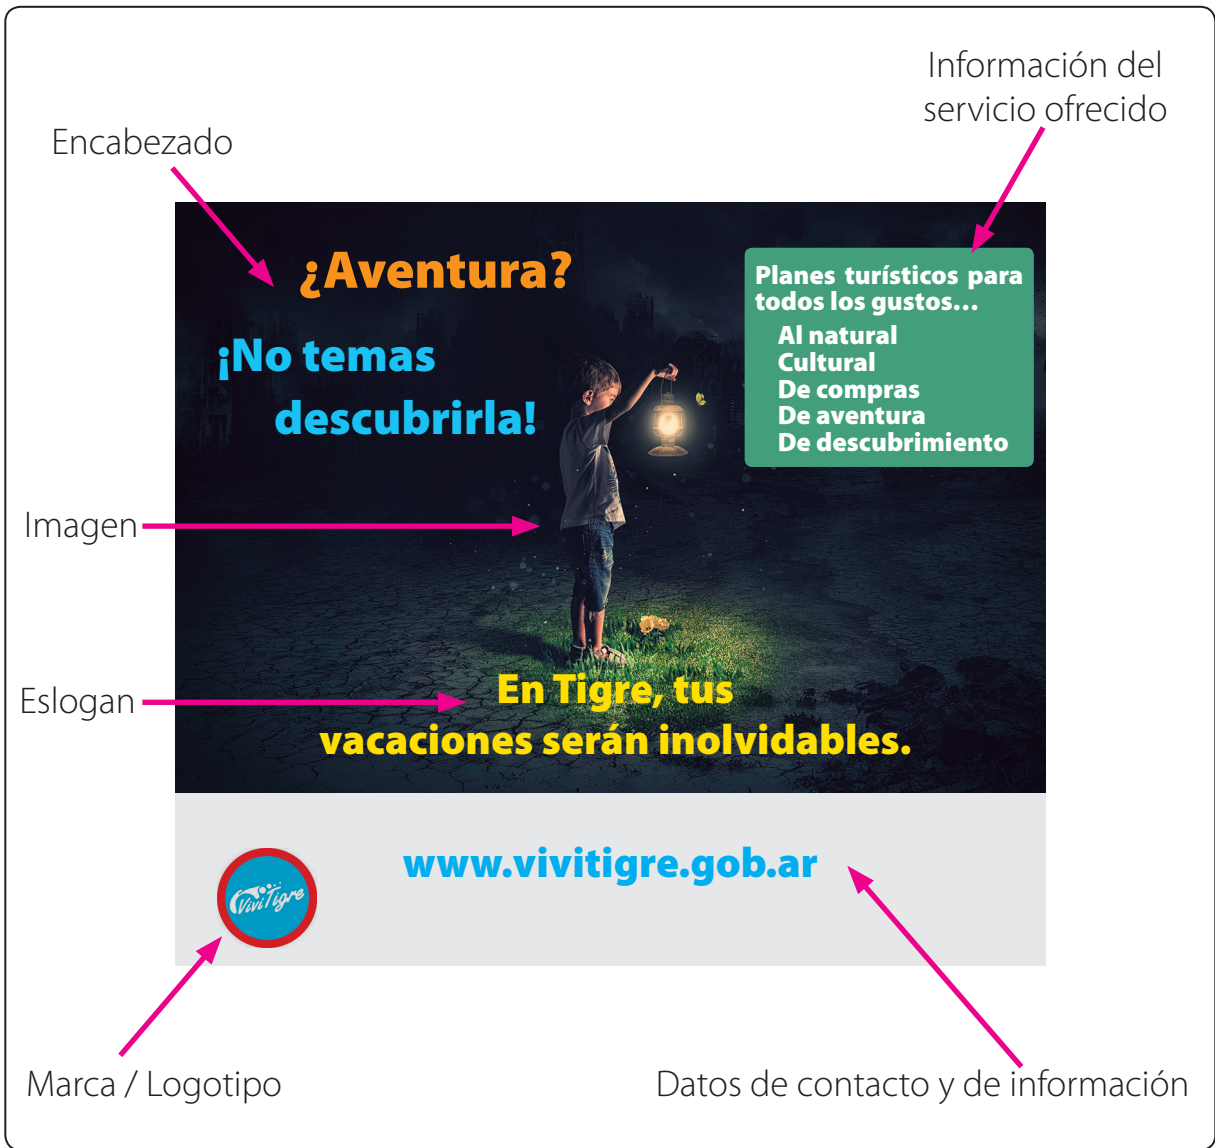 Información del
servicio ofrecido
Encabezado
¿Aventura?
¡No temas
descubrirla!
Planes turísticos para
todos los gustos...
Al natural
Cultural
De compras
De aventura
De descubrimiento
Imagen
Eslogan
En Tigre, tus
vacaciones serán inolvidables.
www.vivitigre.gob.ar
ViviTigre
Marca / Logotipo
Datos de contacto y de información